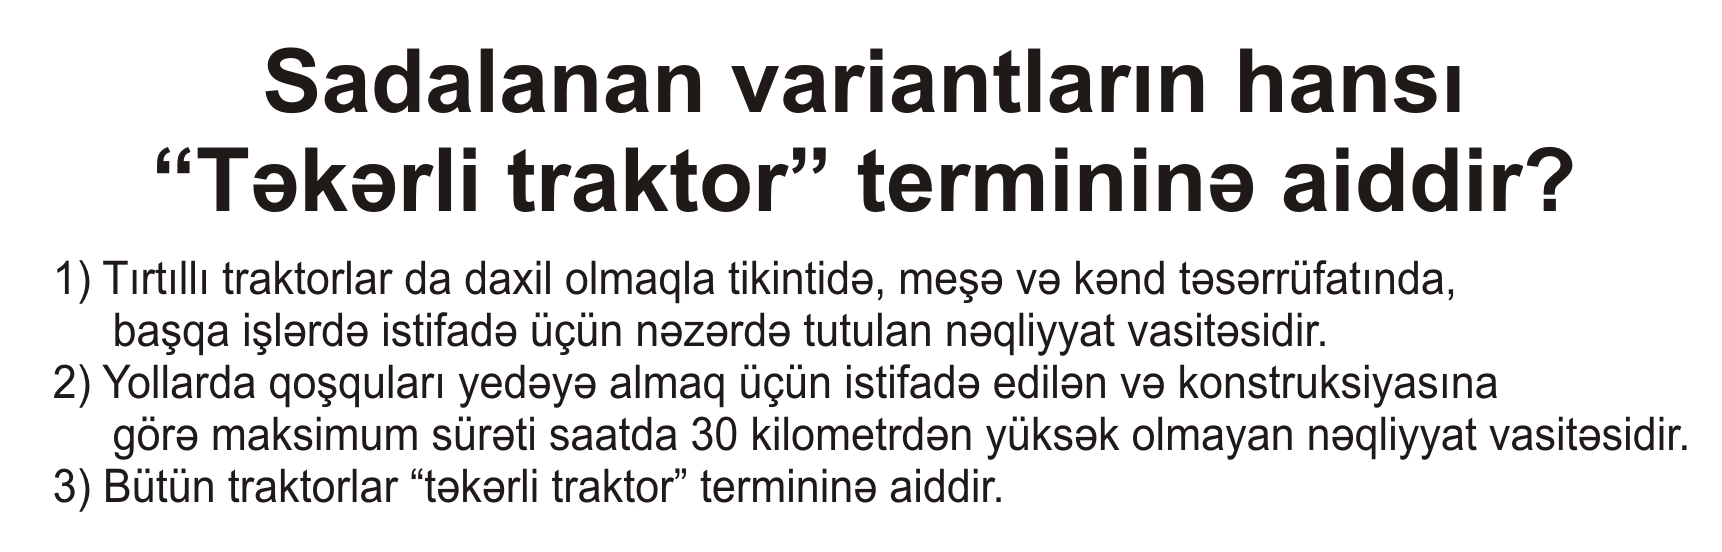 Sadalanan variantların hansı
“Təkərli traktor” termininə aiddir?
1) Tırtıllı traktorlar da daxil olmaqla tikintidə, meşə və kənd təsərrüfatında,
başqa işlərdə istifadə üçün nəzərdə tutulan nəqliyyat vasitəsidir.
2) Yollarda qoşquları yedəyə almaq üçün istifadə edilən və konstruksiyasına
görə maksimum sürəti saatda 30 kilometrdən yüksək olmayan nəqliyyat vasitəsidir.
3) Bütün traktorlar “təkərli traktor” termininə aiddir.